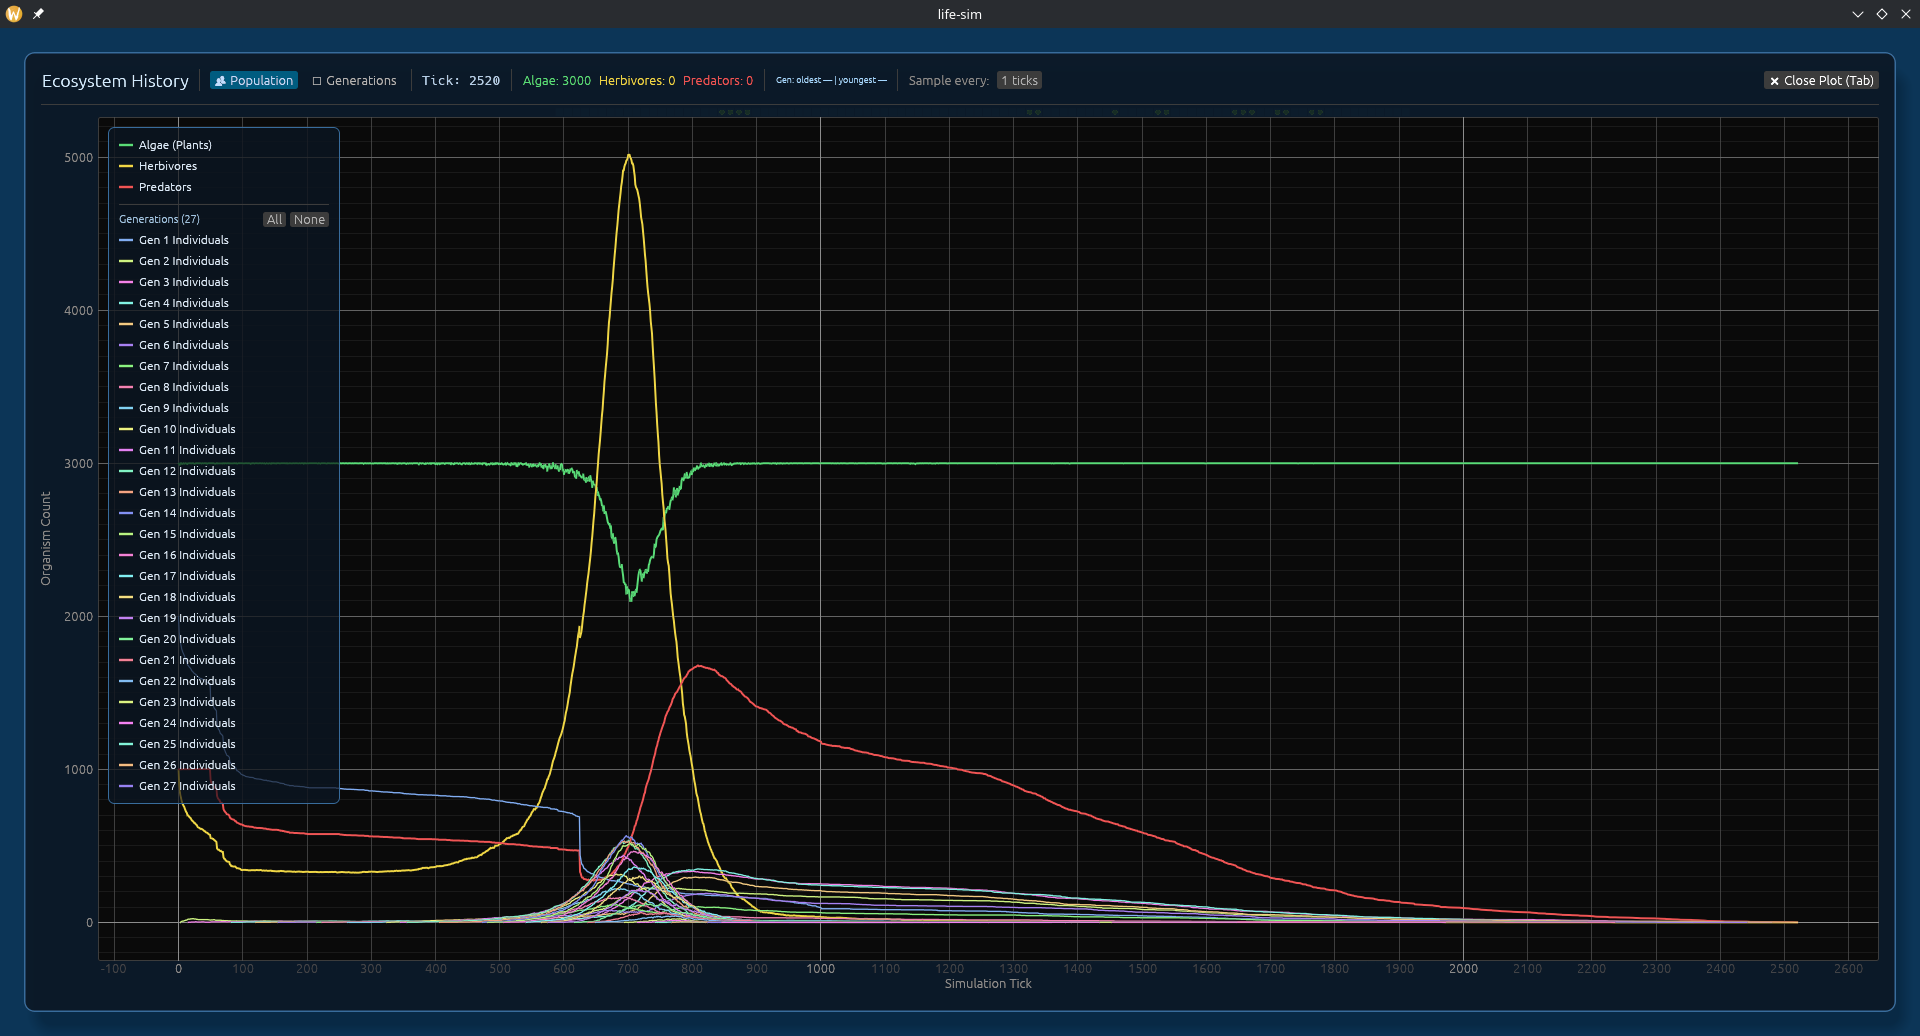 W
life-sim
Ecosystem History
Population
Generations
Tick: 2520
Algae: 3000 Herbivores: 0 Predators: 0
Gen: oldest — | youngest —
Sample every: 1 ticks
Close Plot (Tab)
Algae (Plants)
Herbivores
Predators
Generations (27)
All
None
Gen 1 Individuals
Gen 2 Individuals
Gen 3 Individuals
Gen 4 Individuals
Gen 5 Individuals
Gen 6 Individuals
Gen 7 Individuals
Gen 8 Individuals
Gen 9 Individuals
Gen 10 Individuals
Gen 11 Individuals
Gen 12 Individuals
Gen 13 Individuals
Gen 14 Individuals
Gen 15 Individuals
Gen 16 Individuals
Gen 17 Individuals
Gen 18 Individuals
Gen 19 Individuals
Gen 20 Individuals
Gen 21 Individuals
Gen 22 Individuals
Gen 23 Individuals
Gen 24 Individuals
Gen 25 Individuals
Gen 26 Individuals
Gen 27 Individuals
Organism Count
5000
4000
3000
2000
1000
0
-100 0 100 200 300 400 500 600 700 800 900 1000 1100 1200 1300 1400 1500 1600 1700 1800 1900 2000 2100 2200 2300 2400 2500 2600
Simulation Tick